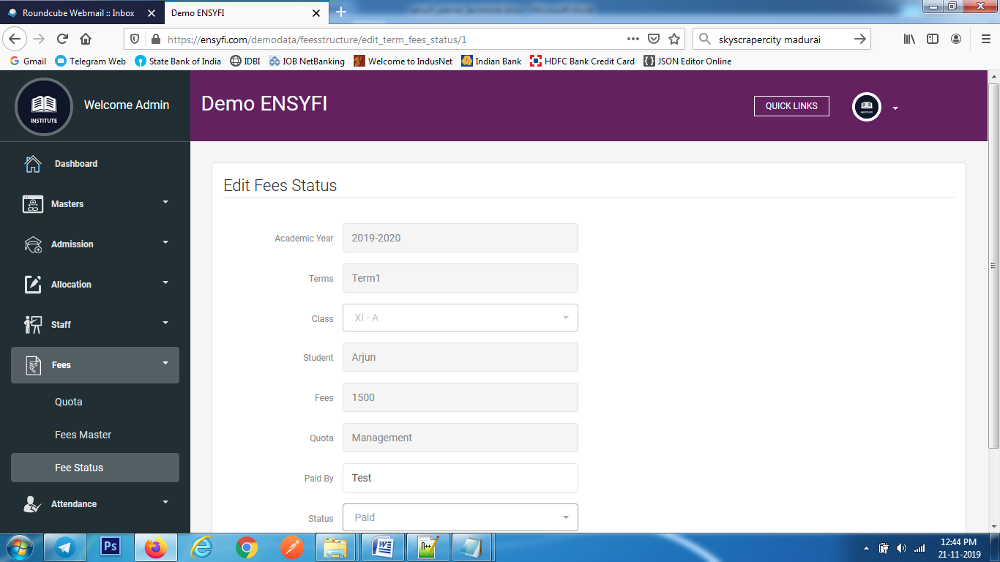 Roundcube Webmail :: Inbox
Demo ENSYFI
https://ensyfi.com/demodata/feesstructure/edit_term_fees_status/1
skyscrapercity madurai
Gmail
Telegram Web
State Bank of India
IDBI
IOB NetBanking
Welcome to IndusNet
Indian Bank
HDFC Bank Credit Card
JSON Editor Online
INSTITUTE
Welcome Admin
Demo ENSYFI
QUICK LINKS
Dashboard
Masters
Admission
Allocation
Staff
Fees
Quota
Fees Master
Fee Status
Attendance
Edit Fees Status
Academic Year 2019-2020
Terms Term1
Class XI - A
Student Arjun
Fees 1500
Quota Management
Paid By Test
Status Paid
Ps
12:44 PM
21-11-2019